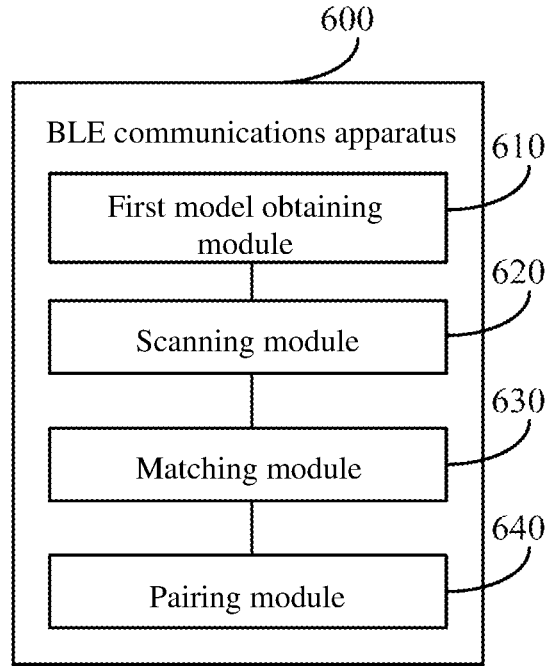 600
BLE communications apparatus
610
First model obtaining
module
620
Scanning module
630
Matching module
640
Pairing module